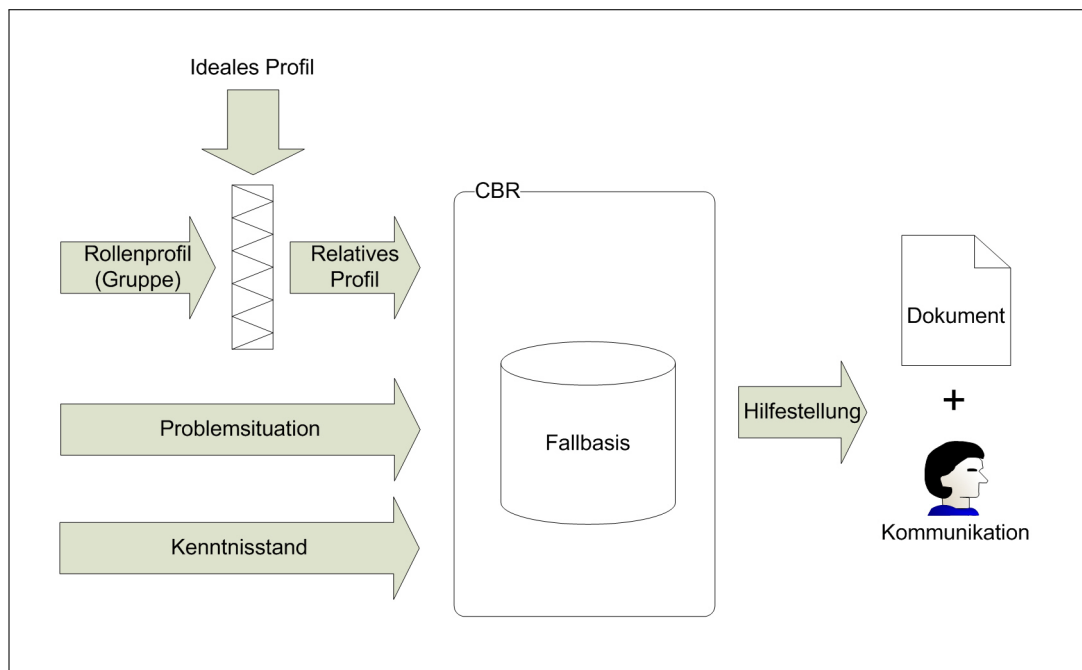 Ideales Profil
CBR
Rollenprofil
(Gruppe)
Relatives
Profil
Dokument
+
Problemsituation
Hilfestellung
Fallbasis
Kommunikation
Kenntnisstand